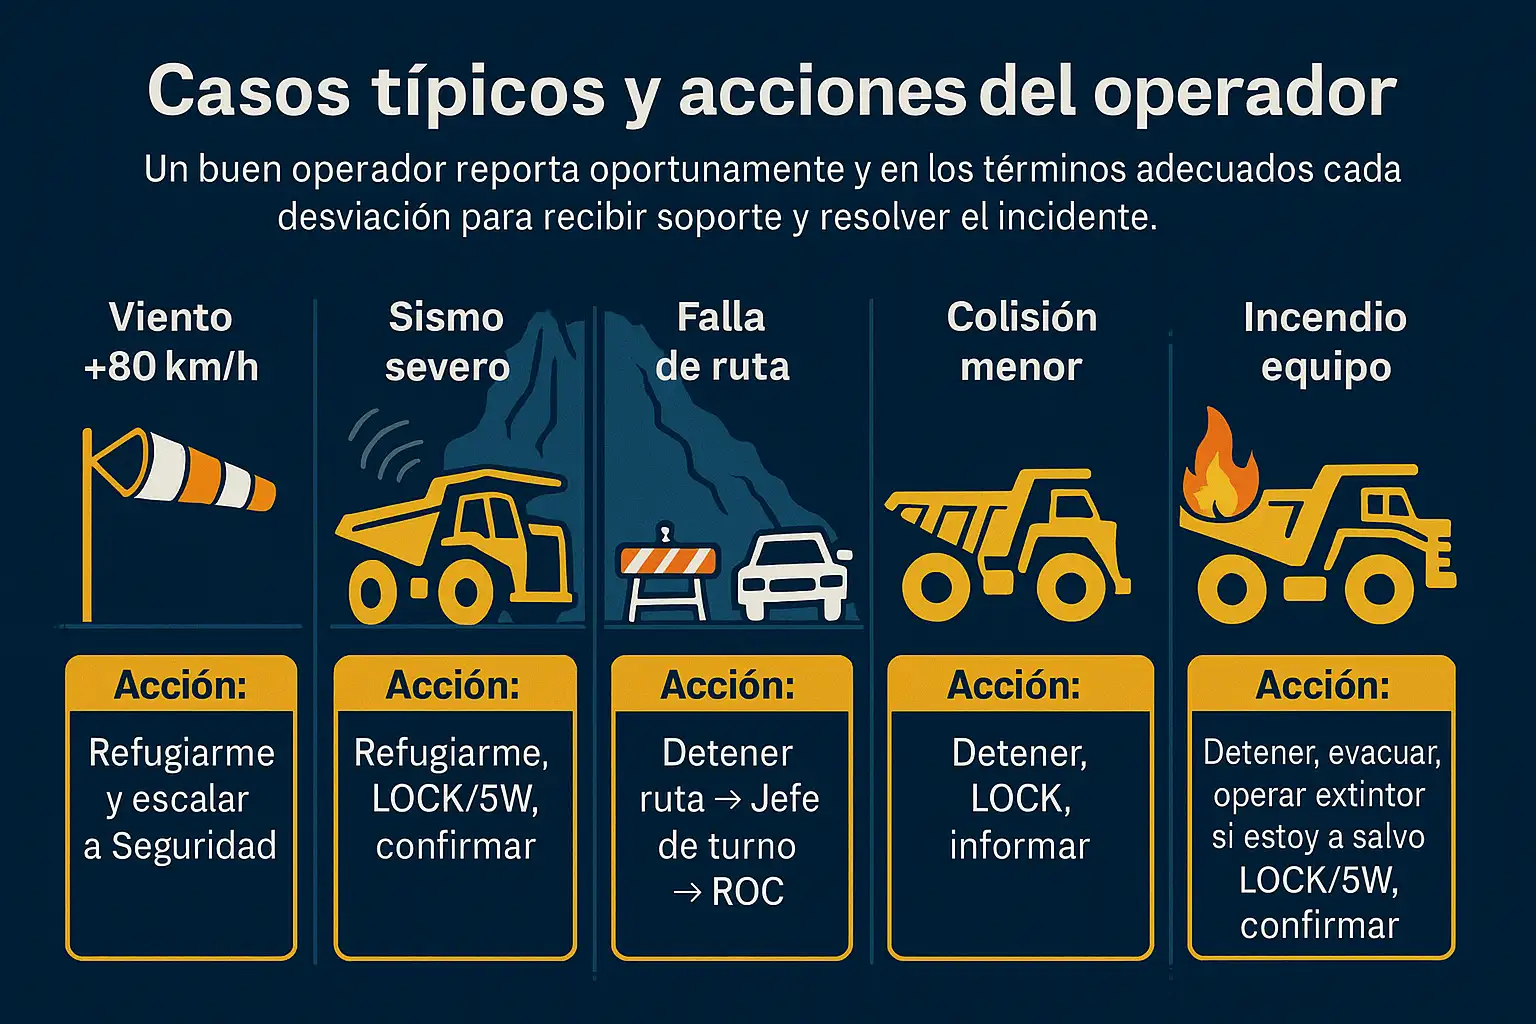 Casos típicos y acciones del operador
Un buen operador reporta oportunamente y en los términos adecuados cada
desviación para recibir soporte y resolver el incidente.
Viento
+80 km/h
Acción:
Refugiarme
y escalar
a Seguridad
Sismo
severo
Acción:
Refugiarme,
LOCK/5W,
confirmar
Falla
de ruta
Acción:
Detener
ruta → Jefe
de turno
→ ROC
Colisión
menor
Acción:
Detener,
LOCK,
informar
Incendio
equipo
Acción:
Detener, evacuar,
operar extintor
si estoy a salvo
LOCK/5W,
confirmar